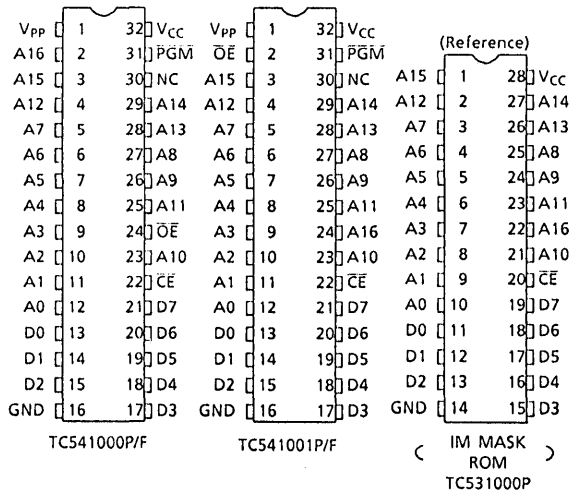 VPP 1 32 VCC
A16 2 31 P̅G̅M̅
A15 3 30 NC
A12 4 29 A14
A7 5 28 A13
A6 6 27 A8
A5 7 26 A9
A4 8 25 A11
A3 9 24 O̅E̅
A2 10 23 A10
A1 11 22 C̅E̅
A0 12 21 D7
D0 13 20 D6
D1 14 19 D5
D2 15 18 D4
GND 16 17 D3
TC541000P/F
VPP 1 32 VCC
O̅E̅ 2 31 P̅G̅M̅
A15 3 30 NC
A12 4 29 A14
A7 5 28 A13
A6 6 27 A8
A5 7 26 A9
A4 8 25 A11
A3 9 24 A16
A2 10 23 A10
A1 11 22 C̅E̅
A0 12 21 D7
D0 13 20 D6
D1 14 19 D5
D2 15 18 D4
GND 16 17 D3
TC541001P/F
(Reference)
A15 1 28 VCC
A12 2 27 A14
A7 3 26 A13
A6 4 25 A8
A5 5 24 A9
A4 6 23 A11
A3 7 22 A16
A2 8 21 A10
A1 9 20 C̅E̅
A0 10 19 D7
D0 11 18 D6
D1 12 17 D5
D2 13 16 D4
GND 14 15 D3
( IM MASK )
ROM
TC531000P